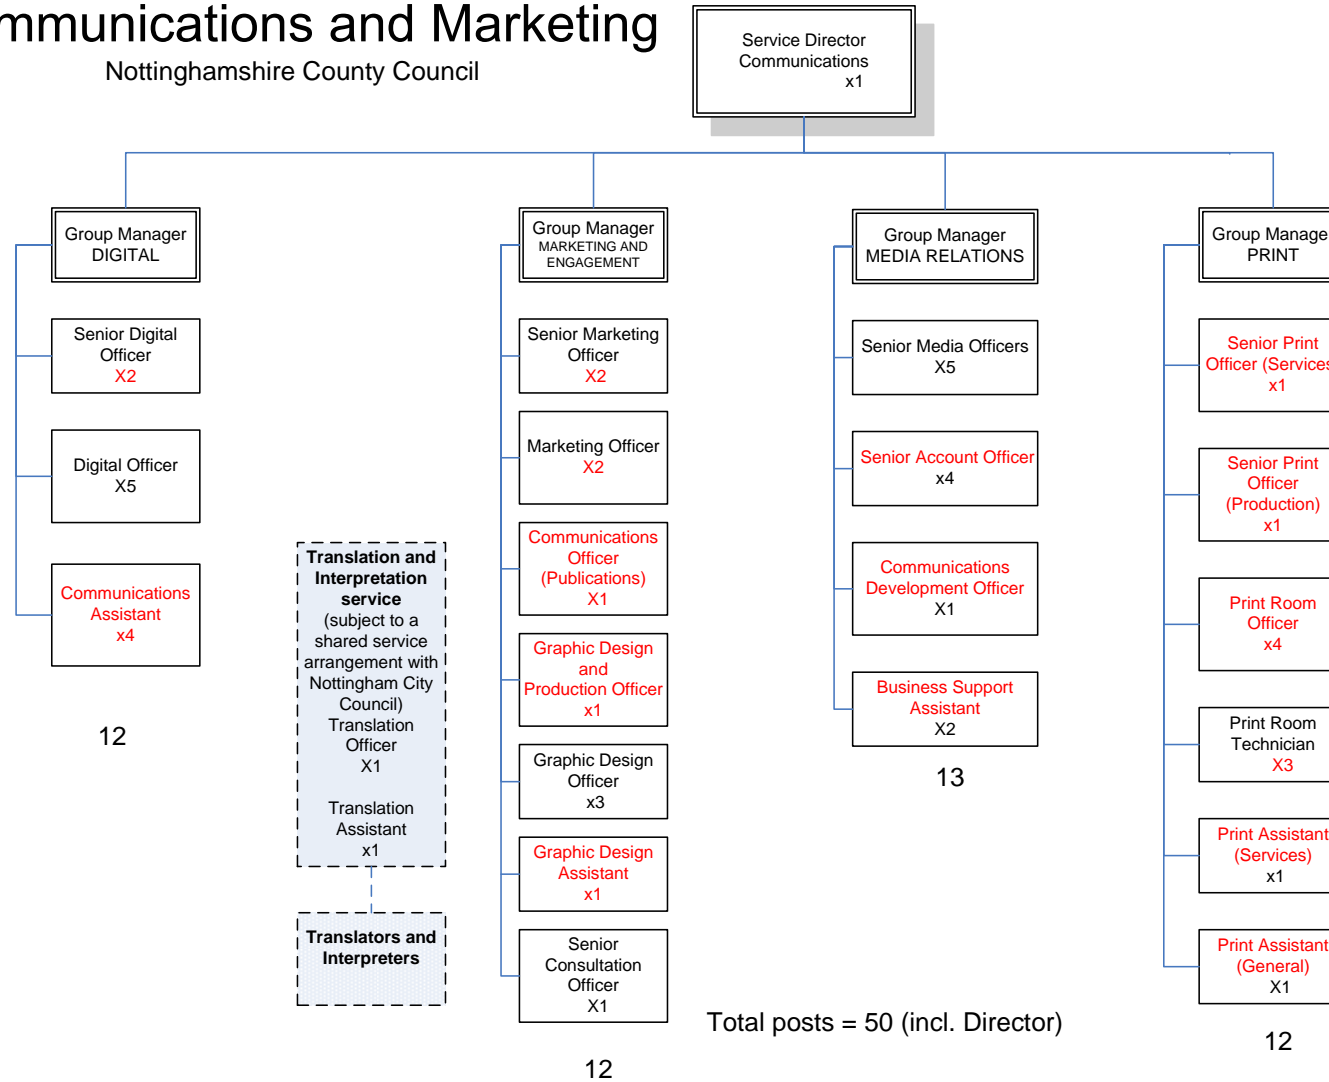 mmunications and Marketing
Nottinghamshire County Council
Service Director
Communications
x1
Group Manager
DIGITAL
Senior Digital
Officer
X2
Digital Officer
X5
Communications
Assistant
x4
12
Translation and
Interpretation
service
(subject to a
shared service
arrangement with
Nottingham City
Council)
Translation
Officer
X1
Translation
Assistant
x1
Translators and
Interpreters
Group Manager
MARKETING AND
ENGAGEMENT
Senior Marketing
Officer
X2
Marketing Officer
X2
Communications
Officer
(Publications)
X1
Graphic Design
and
Production Officer
x1
Graphic Design
Officer
x3
Graphic Design
Assistant
x1
Senior
Consultation
Officer
X1
12
Group Manager
MEDIA RELATIONS
Senior Media Officers
X5
Senior Account Officer
x4
Communications
Development Officer
X1
Business Support
Assistant
X2
13
Group Manage
PRINT
Senior Print
Officer (Services
x1
Senior Print
Officer
(Production)
x1
Print Room
Officer
x4
Print Room
Technician
X3
Print Assistant
(Services)
x1
Print Assistant
(General)
X1
12
Total posts = 50 (incl. Director)